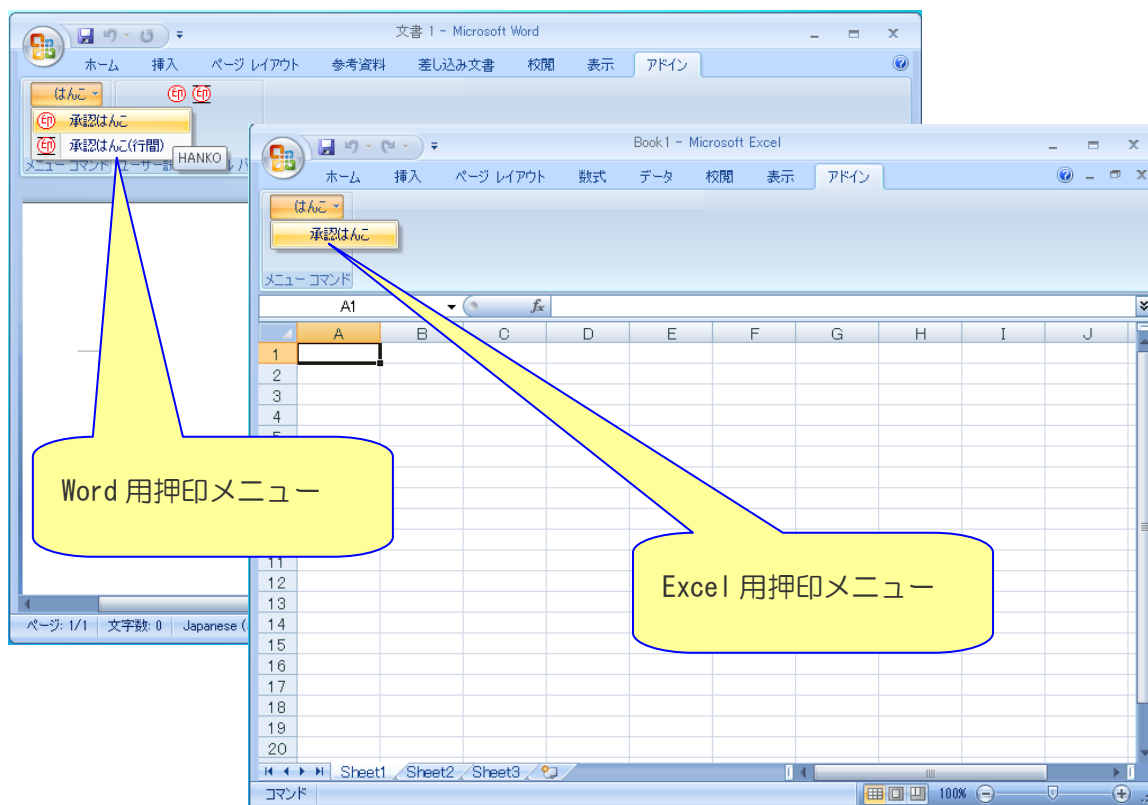 文書 1 - Microsoft Word
ホーム 挿入 ページ レイアウト 参考資料 差し込み文書 校閲 表示 アドイン
はんこ
印 印
印 承認はんこ
印 承認はんこ(行間)
HANKO
メニュー コマンド
Book1 - Microsoft Excel
ホーム 挿入 ページ レイアウト 数式 データ 校閲 表示 アドイン
はんこ
承認はんこ
メニュー コマンド
A1 fx
A B C D E F G H I J
1
2
3
4
Word 用押印メニュー
Excel 用押印メニュー
11
12
13
14
15
16
17
18
19
20
Sheet1 Sheet2 Sheet3
コマンド 100%
ページ: 1/1 文字数: 0 Japanese (